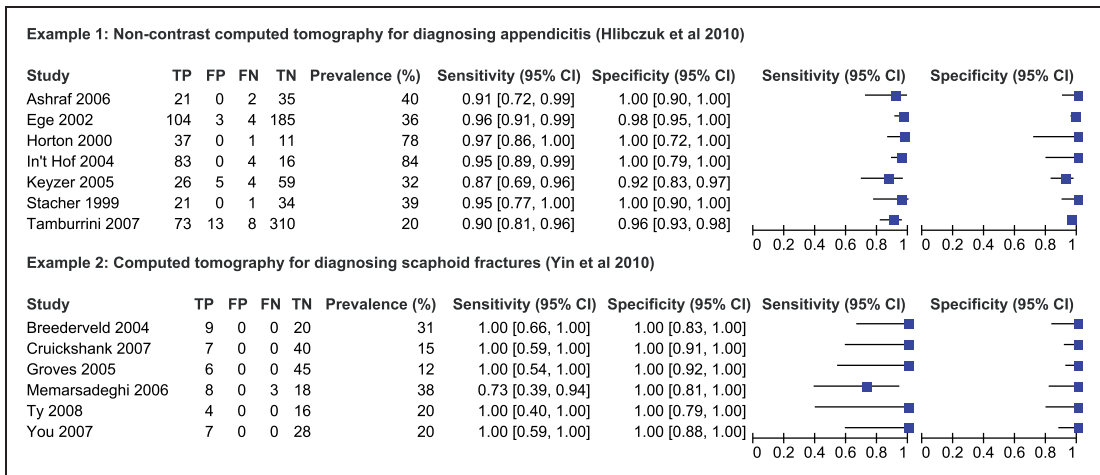 Example 1: Non-contrast computed tomography for diagnosing appendicitis (Hlibczuk et al 2010)
Study TP FP FN TN Prevalence (%) Sensitivity (95% CI) Specificity (95% CI) Sensitivity (95% CI) Specificity (95% CI)
Ashraf 2006 21 0 2 35 40 0.91 [0.72, 0.99] 1.00 [0.90, 1.00]
Ege 2002 104 3 4 185 36 0.96 [0.91, 0.99] 0.98 [0.95, 1.00]
Horton 2000 37 0 1 11 78 0.97 [0.86, 1.00] 1.00 [0.72, 1.00]
In't Hof 2004 83 0 4 16 84 0.95 [0.89, 0.99] 1.00 [0.79, 1.00]
Keyzer 2005 26 5 4 59 32 0.87 [0.69, 0.96] 0.92 [0.83, 0.97]
Stacher 1999 21 0 1 34 39 0.95 [0.77, 1.00] 1.00 [0.90, 1.00]
Tamburrini 2007 73 13 8 310 20 0.90 [0.81, 0.96] 0.96 [0.93, 0.98]
0 0.2 0.4 0.6 0.8 1 0 0.2 0.4 0.6 0.8 1
Example 2: Computed tomography for diagnosing scaphoid fractures (Yin et al 2010)
Study TP FP FN TN Prevalence (%) Sensitivity (95% CI) Specificity (95% CI) Sensitivity (95% CI) Specificity (95% CI)
Breederveld 2004 9 0 0 20 31 1.00 [0.66, 1.00] 1.00 [0.83, 1.00]
Cruickshank 2007 7 0 0 40 15 1.00 [0.59, 1.00] 1.00 [0.91, 1.00]
Groves 2005 6 0 0 45 12 1.00 [0.54, 1.00] 1.00 [0.92, 1.00]
Memarsadeghi 2006 8 0 3 18 38 0.73 [0.39, 0.94] 1.00 [0.81, 1.00]
Ty 2008 4 0 0 16 20 1.00 [0.40, 1.00] 1.00 [0.79, 1.00]
You 2007 7 0 0 28 20 1.00 [0.59, 1.00] 1.00 [0.88, 1.00]
0 0.2 0.4 0.6 0.8 1 0 0.2 0.4 0.6 0.8 1